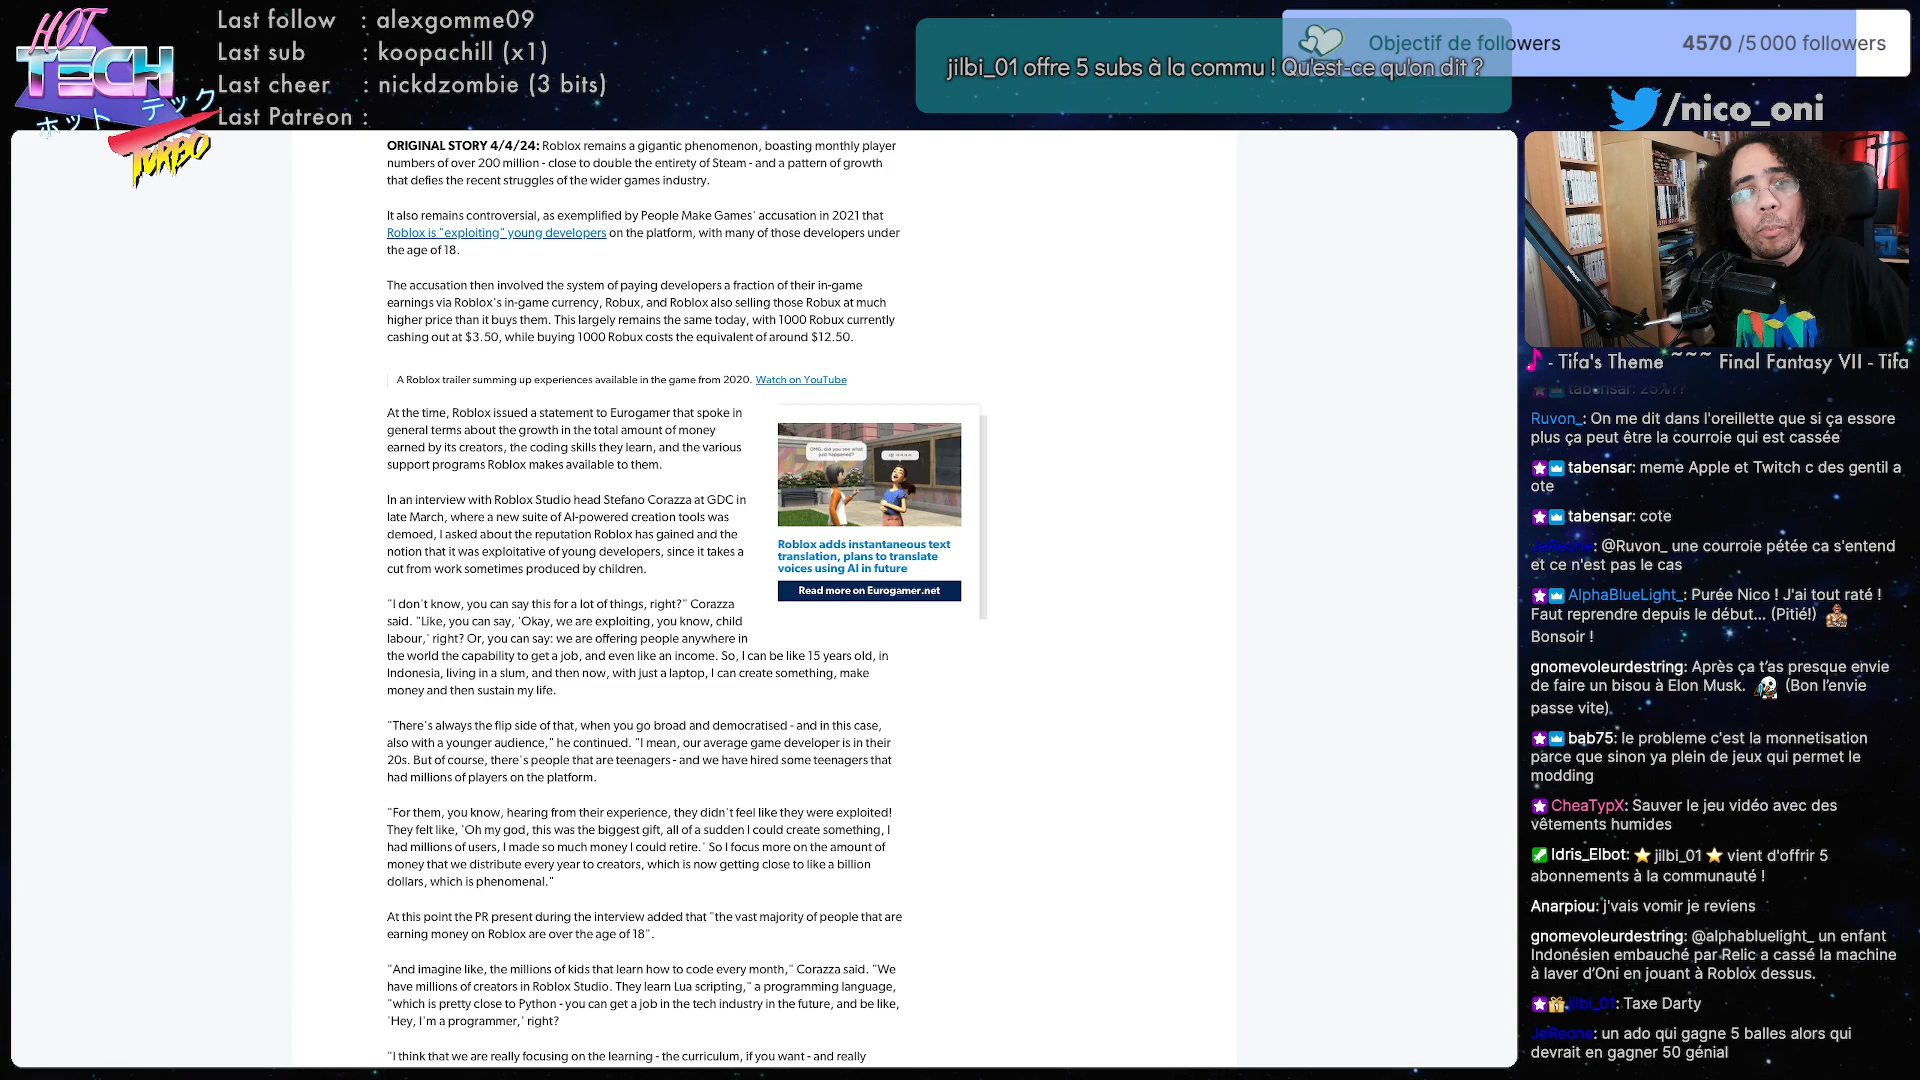 HOT
TECH
ホット テック
TURBO
Last follow : alexgomme09
Last sub : koopachill (x1)
Last cheer : nickdzombie (3 bits)
Last Patreon :
jilbi_01 offre 5 subs à la commu ! Qu'est-ce qu'on dit ?
Objectif de followers
4570 /5 000 followers
/nico_oni
ORIGINAL STORY 4/4/24: Roblox remains a gigantic phenomenon, boasting monthly player
numbers of over 200 million - close to double the entirety of Steam - and a pattern of growth
that defies the recent struggles of the wider games industry.
It also remains controversial, as exemplified by People Make Games' accusation in 2021 that
Roblox is "exploiting" young developers on the platform, with many of those developers under
the age of 18.
The accusation then involved the system of paying developers a fraction of their in-game
earnings via Roblox's in-game currency, Robux, and Roblox also selling those Robux at much
higher price than it buys them. This largely remains the same today, with 1000 Robux currently
cashing out at $3.50, while buying 1000 Robux costs the equivalent of around $12.50.
A Roblox trailer summing up experiences available in the game from 2020. Watch on YouTube
At the time, Roblox issued a statement to Eurogamer that spoke in
general terms about the growth in the total amount of money
earned by its creators, the coding skills they learn, and the various
support programs Roblox makes available to them.
In an interview with Roblox Studio head Stefano Corazza at GDC in
late March, where a new suite of AI-powered creation tools was
demoed, I asked about the reputation Roblox has gained and the
notion that it was exploitative of young developers, since it takes a
cut from work sometimes produced by children.
"I don't know, you can say this for a lot of things, right?" Corazza
said. "Like, you can say, 'Okay, we are exploiting, you know, child
labour,' right? Or, you can say: we are offering people anywhere in
the world the capability to get a job, and even like an income. So, I can be like 15 years old, in
Indonesia, living in a slum, and then now, with just a laptop, I can create something, make
money and then sustain my life.
"There's always the flip side of that, when you go broad and democratised - and in this case,
also with a younger audience," he continued. "I mean, our average game developer is in their
20s. But of course, there's people that are teenagers - and we have hired some teenagers that
had millions of players on the platform.
"For them, you know, hearing from their experience, they didn't feel like they were exploited!
They felt like, 'Oh my god, this was the biggest gift, all of a sudden I could create something, I
had millions of users, I made so much money I could retire.' So I focus more on the amount of
money that we distribute every year to creators, which is now getting close to like a billion
dollars, which is phenomenal."
At this point the PR present during the interview added that "the vast majority of people that are
earning money on Roblox are over the age of 18".
"And imagine like, the millions of kids that learn how to code every month," Corazza said. "We
have millions of creators in Roblox Studio. They learn Lua scripting," a programming language,
"which is pretty close to Python - you can get a job in the tech industry in the future, and be like,
'Hey, I'm a programmer,' right?
"I think that we are really focusing on the learning - the curriculum, if you want - and really
OMG, did you see what
just happened?
Roblox adds instantaneous text
translation, plans to translate
voices using AI in future
Read more on Eurogamer.net
- Tifa's Theme ~~~ Final Fantasy VII - Tifa
tabensar: 25%??
Ruvon_: On me dit dans l'oreillette que si ça essore
plus ça peut être la courroie qui est cassée
tabensar: meme Apple et Twitch c des gentil a
ote
tabensar: cote
JeReone: @Ruvon_ une courroie pétée ca s'entend
et ce n'est pas le cas
AlphaBlueLight_: Purée Nico ! J'ai tout raté !
Faut reprendre depuis le début... (Pitié!)
Bonsoir !
gnomevoleurdestring: Après ça t'as presque envie
de faire un bisou à Elon Musk. (Bon l'envie
passe vite)
bab75: le probleme c'est la monnetisation
parce que sinon ya plein de jeux qui permet le
modding
CheaTypX: Sauver le jeu vidéo avec des
vêtements humides
Idris_Elbot: jilbi_01 vient d'offrir 5
abonnements à la communauté !
Anarpiou: j'vais vomir je reviens
gnomevoleurdestring: @alphabluelight_ un enfant
Indonésien embauché par Relic a cassé la machine
à laver d'Oni en jouant à Roblox dessus.
jilbi_01: Taxe Darty
JeReone: un ado qui gagne 5 balles alors qui
devrait en gagner 50 génial